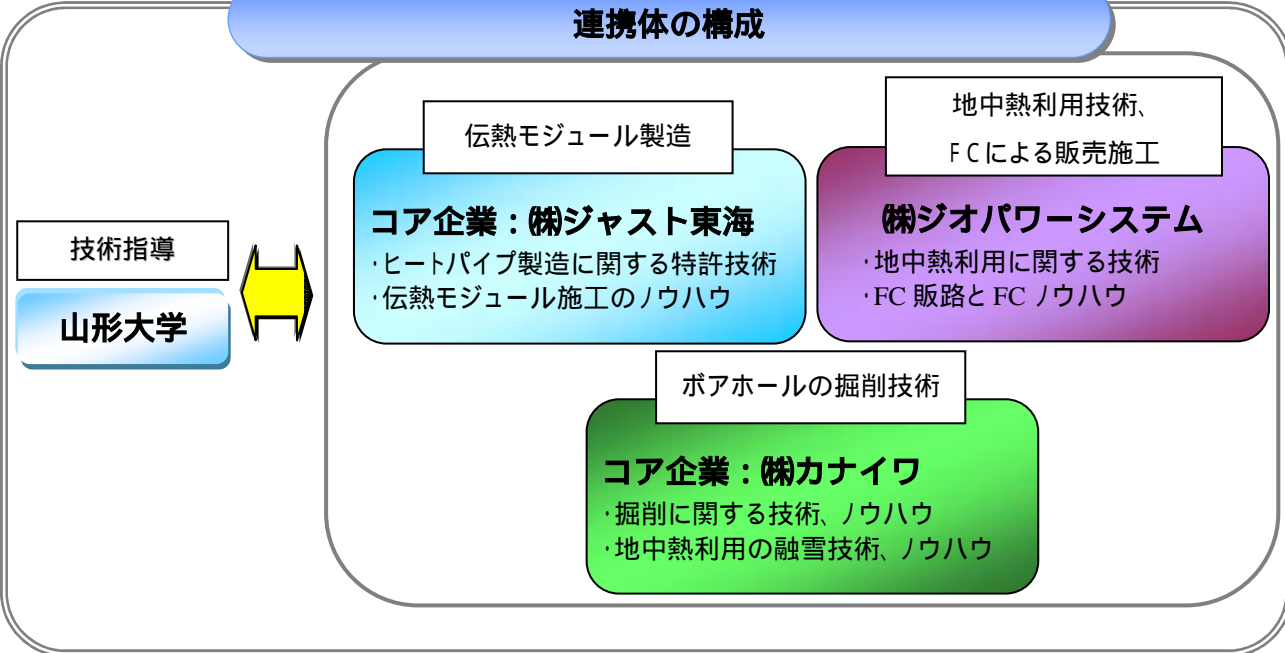 連携体の構成
技術指導
山形大学
伝熱モジュール製造
コア企業：㈱ジャスト東海
・ヒートパイプ製造に関する特許技術
・伝熱モジュール施工のノウハウ
地中熱利用技術、
ＦＣによる販売施工
㈱ジオパワーシステム
・地中熱利用に関する技術
・FC 販路と FC ノウハウ
ボアホールの掘削技術
コア企業：㈱カナイワ
・掘削に関する技術、ノウハウ
・地中熱利用の融雪技術、ノウハウ